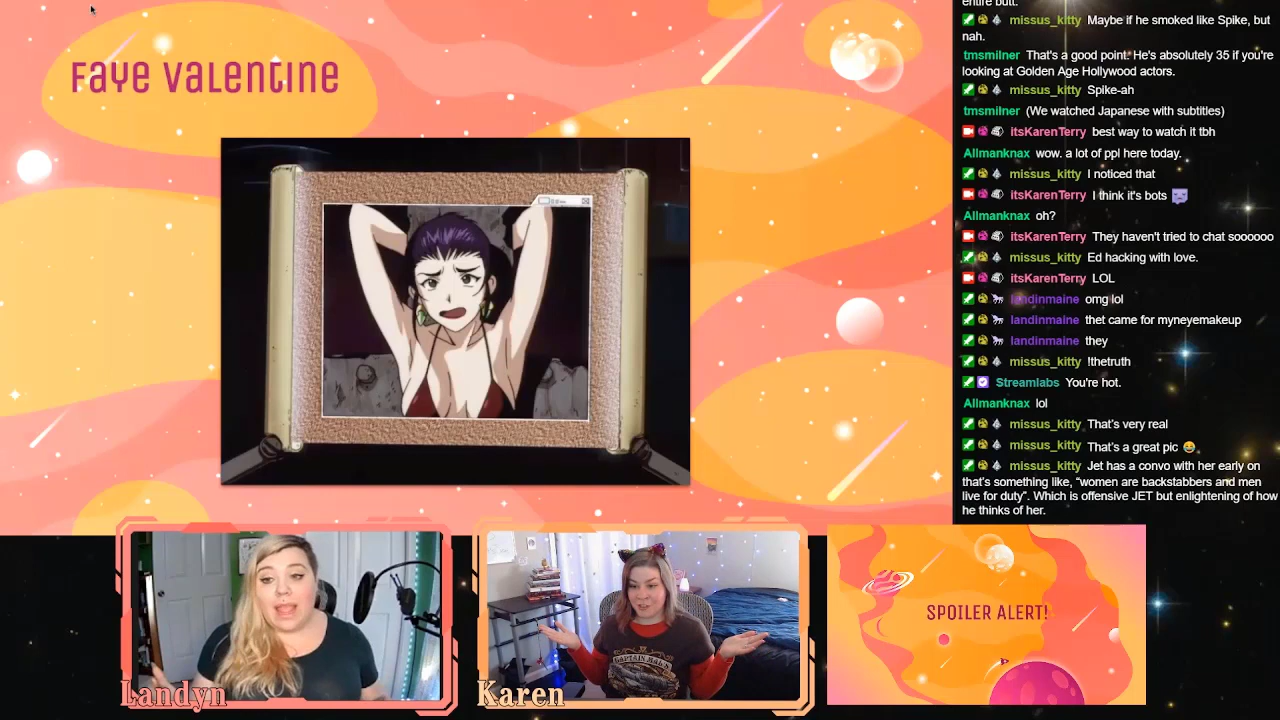 Faye Valentine
entire butt.
missus_kitty Maybe if he smoked like Spike, but
nah.
tmsmilner That's a good point. He's absolutely 35 if you're
looking at Golden Age Hollywood actors.
missus_kitty Spike-ah
tmsmilner (We watched Japanese with subtitles)
itsKarenTerry best way to watch it tbh
Allmanknax wow. a lot of ppl here today.
missus_kitty I noticed that
itsKarenTerry I think it's bots
Allmanknax oh?
itsKarenTerry They haven't tried to chat soooooo
missus_kitty Ed hacking with love.
itsKarenTerry LOL
landinmaine omg lol
landinmaine thet came for myneyemakeup
landinmaine they
missus_kitty !thetruth
Streamlabs You're hot.
Allmanknax lol
missus_kitty That's very real
missus_kitty That's a great pic 😂
missus_kitty Jet has a convo with her early on
that's something like, “women are backstabbers and men
live for duty”. Which is offensive JET but enlightening of how
he thinks of her.
Landyn
Karen
SPOILER ALERT!